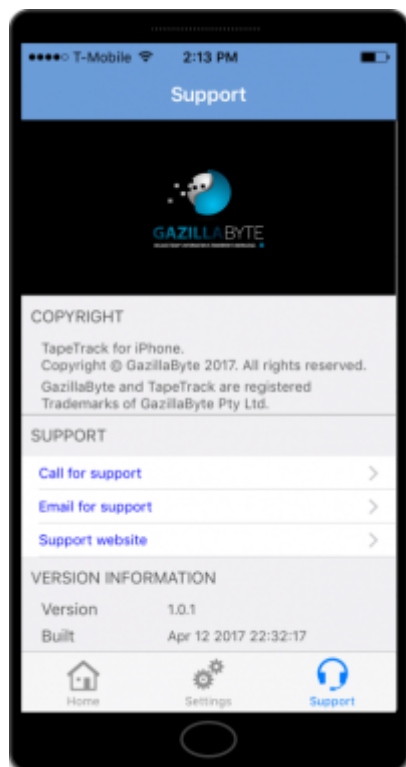 T-Mobile 2:13 PM
Support
GAZILLABYTE
COPYRIGHT
TapeTrack for iPhone.
Copyright © GazillaByte 2017. All rights reserved.
GazillaByte and TapeTrack are registered
Trademarks of GazillaByte Pty Ltd.
SUPPORT
Call for support
Email for support
Support website
VERSION INFORMATION
Version 1.0.1
Built Apr 12 2017 22:32:17
Home Settings Support